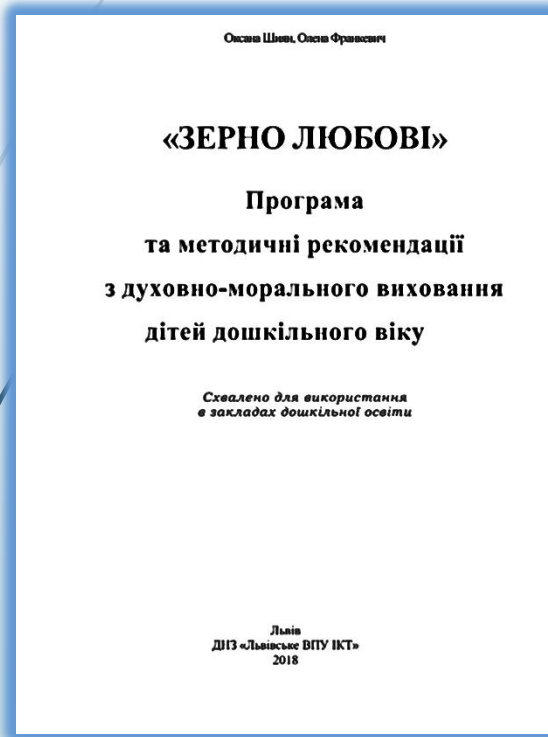 Оксана Шиян, Олена Франкевич
«ЗЕРНО ЛЮБОВІ»
Програма
та методичні рекомендації
з духовно-морального виховання
дітей дошкільного віку
Схвалено для використання
в закладах дошкільної освіти
Львів
ДНЗ «Львівське ВПУ ІКТ»
2018